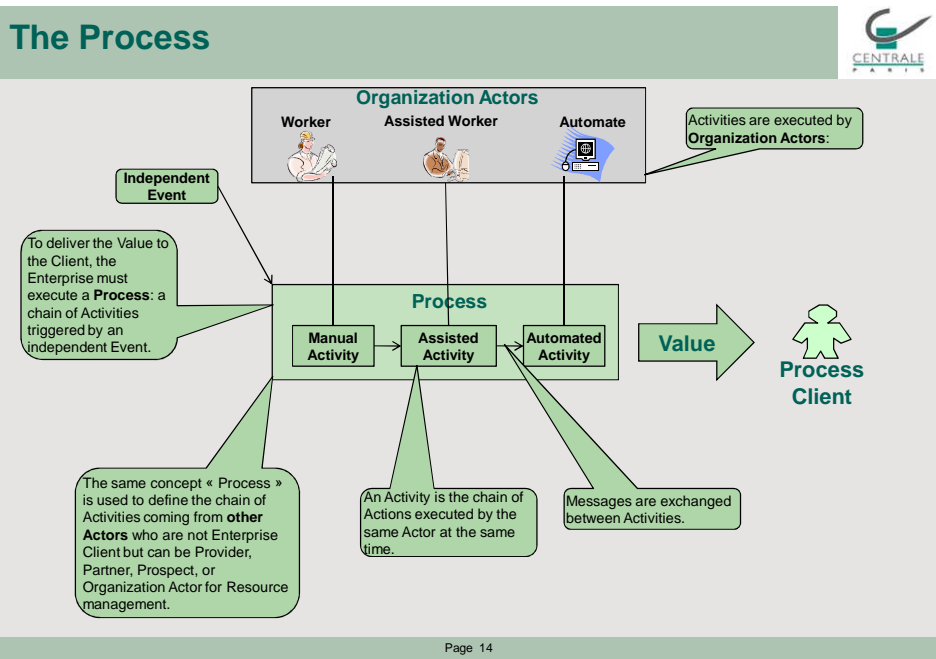 The Process
CENTRALE
PARIS
Organization Actors
Worker
Assisted Worker
Automate
Activities are executed by
Organization Actors:
Independent
Event
To deliver the Value to
the Client, the
Enterprise must
execute a Process: a
chain of Activities
triggered by an
independent Event.
Process
Manual
Activity
Assisted
Activity
Automated
Activity
Value
Process
Client
The same concept « Process »
is used to define the chain of
Activities coming from other
Actors who are not Enterprise
Client but can be Provider,
Partner, Prospect, or
Organization Actor for Resource
management.
An Activity is the chain of
Actions executed by the
same Actor at the same
time.
Messages are exchanged
between Activities.
Page 14